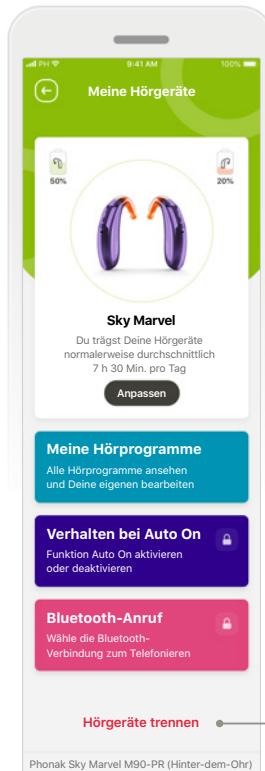 PH
9:41 AM
100%
Meine Hörgeräte
50%
20%
Sky Marvel
Du trägst Deine Hörgeräte
normalerweise durchschnittlich
7 h 30 Min. pro Tag
Anpassen
Meine Hörprogramme
Alle Hörprogramme ansehen
und Deine eigenen bearbeiten
Verhalten bei Auto On
Funktion Auto On aktivieren
oder deaktivieren
Bluetooth-Anruf
Wähle die Bluetooth-
Verbindung zum Telefonieren
Hörgeräte trennen
Phonak Sky Marvel M90-PR (Hinter-dem-Ohr)